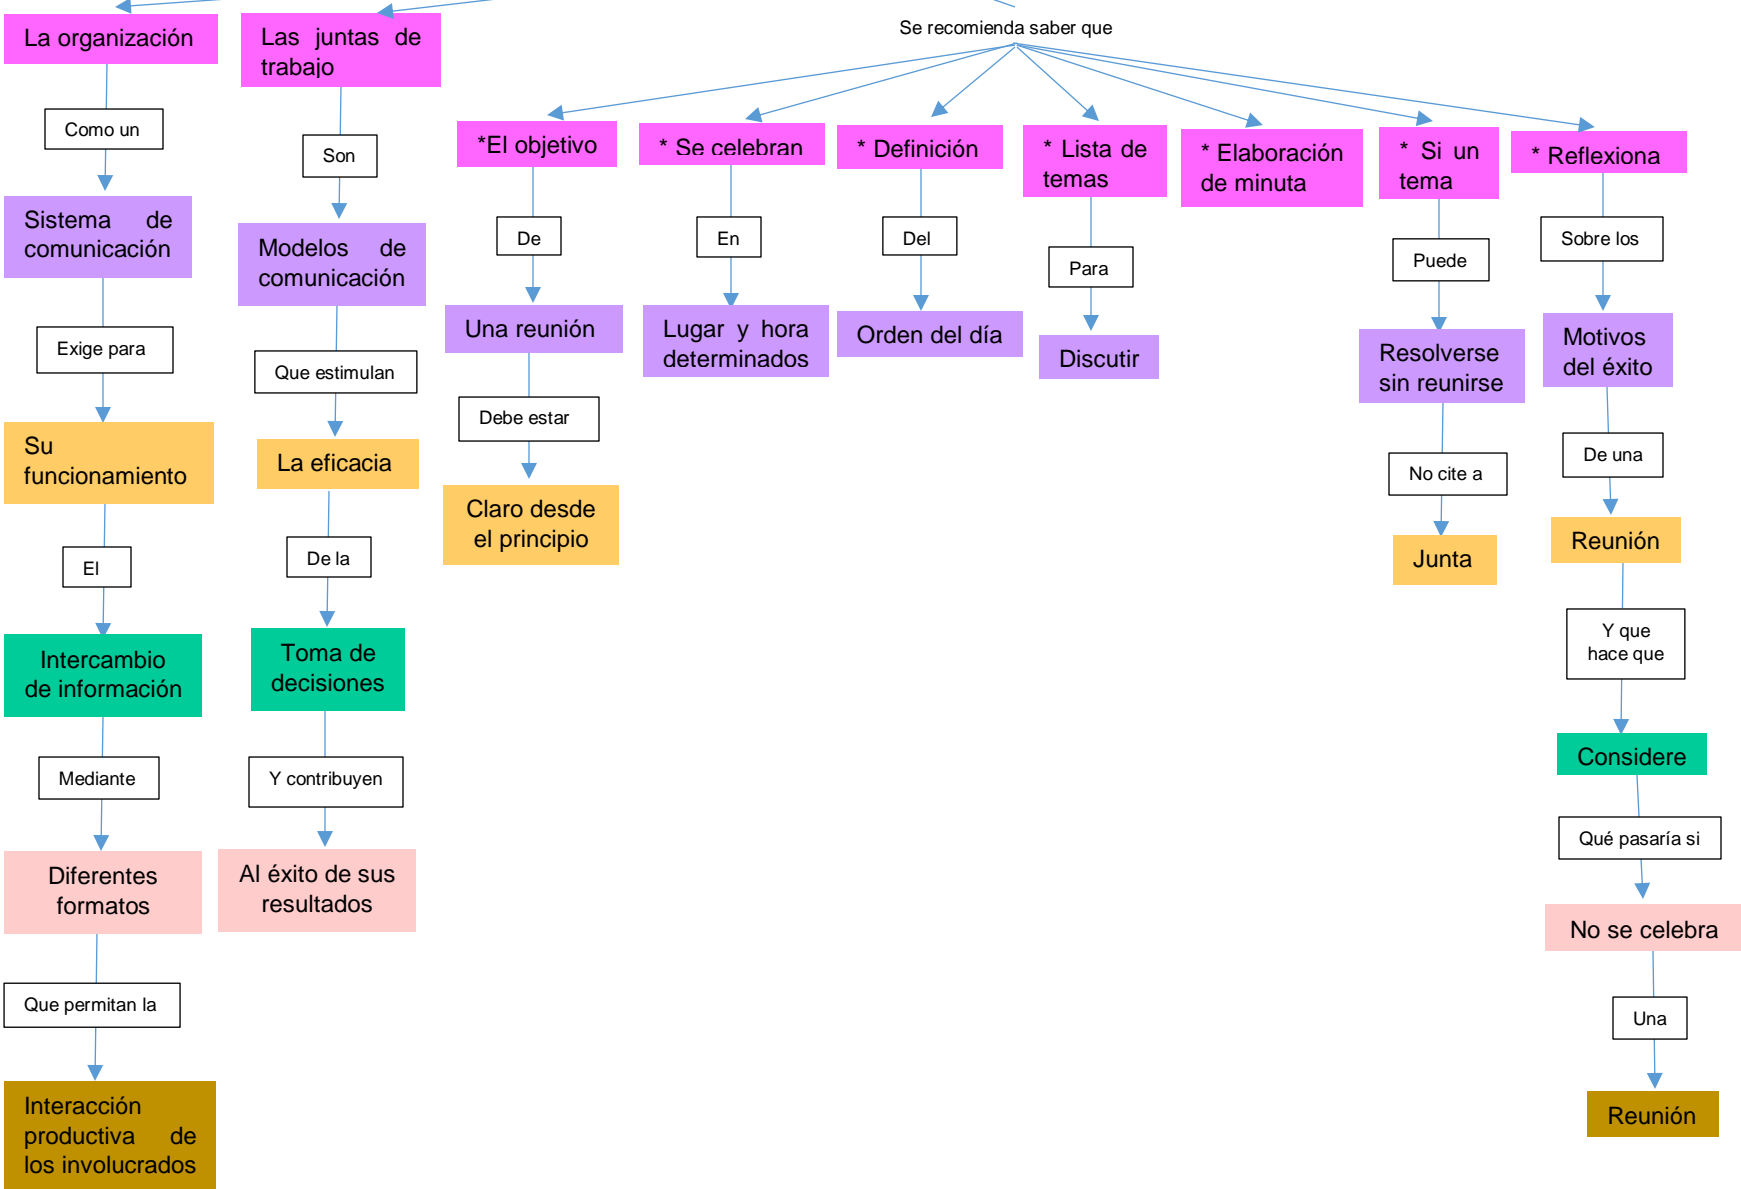 La organización
Como un
Sistema de
comunicación
Exige para
Su
funcionamiento
El
Intercambio
de información
Mediante
Diferentes
formatos
Que permitan la
Interacción
productiva de
los involucrados
Las juntas de
trabajo
Son
Modelos de
comunicación
Que estimulan
La eficacia
De la
Toma de
decisiones
Y contribuyen
Al éxito de sus
resultados
Se recomienda saber que
*El objetivo
De
Una reunión
Debe estar
Claro desde
el principio
* Se celebran
En
Lugar y hora
determinados
* Definición
Del
Orden del día
* Lista de
temas
Para
Discutir
* Elaboración
de minuta
* Si un
tema
Puede
Resolverse
sin reunirse
No cite a
Junta
* Reflexiona
Sobre los
Motivos
del éxito
De una
Reunión
Y que
hace que
Considere
Qué pasaría si
No se celebra
Una
Reunión